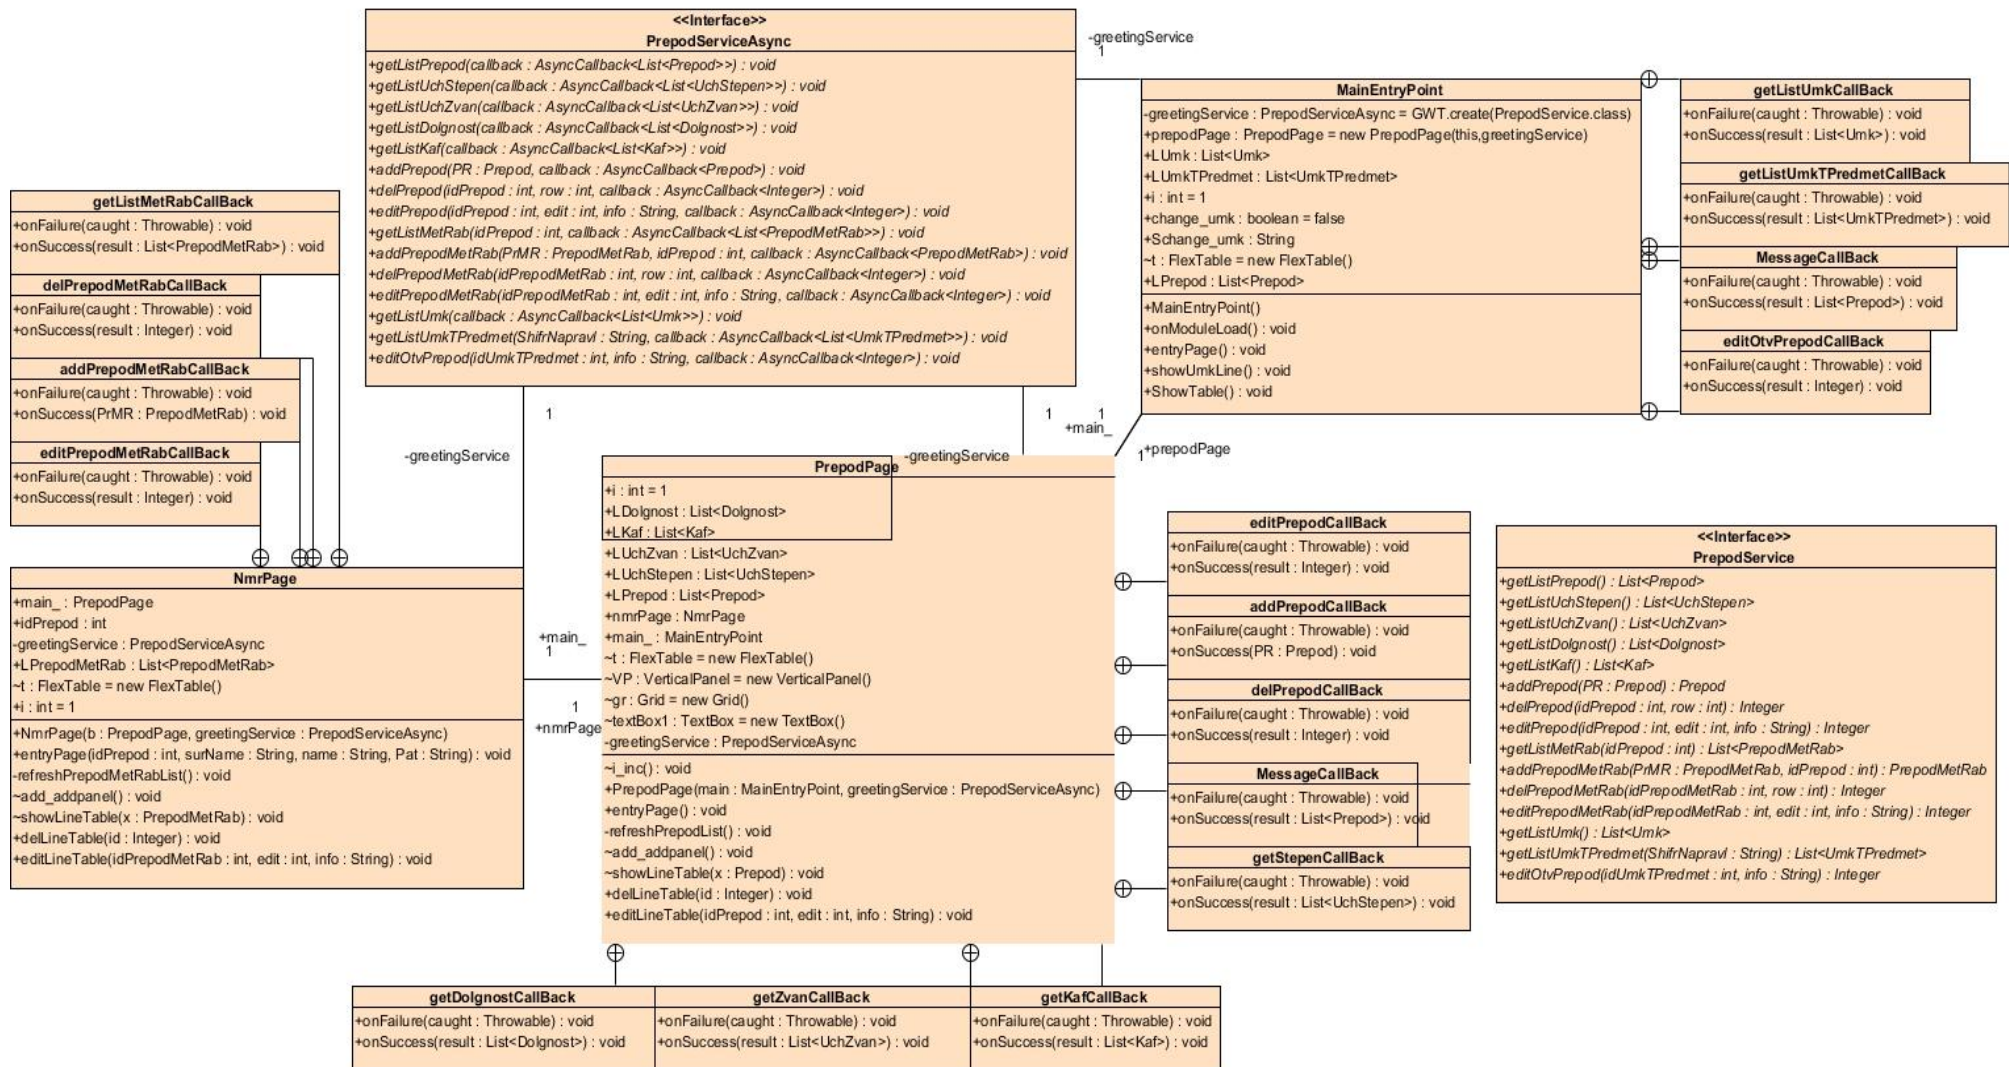 <<Interface>>
PrepodServiceAsync
+getListPrepod(callback : AsyncCallback<List<Prepod>>) : void
+getListUchStepen(callback : AsyncCallback<List<UchStepen>>) : void
+getListUchZvan(callback : AsyncCallback<List<UchZvan>>) : void
+getListDolgnost(callback : AsyncCallback<List<Dolgnost>>) : void
+getListKaf(callback : AsyncCallback<List<Kaf>>) : void
+addPrepod(PR : Prepod, callback : AsyncCallback<Prepod>) : void
+delPrepod(idPrepod : int, row : int, callback : AsyncCallback<Integer>) : void
+editPrepod(idPrepod : int, edit : int, info : String, callback : AsyncCallback<Integer>) : void
+getListMetRab(idPrepod : int, callback : AsyncCallback<List<PrepodMetRab>>) : void
+addPrepodMetRab(PrMR : PrepodMetRab, idPrepod : int, callback : AsyncCallback<PrepodMetRab>) : void
+delPrepodMetRab(idPrepodMetRab : int, row : int, callback : AsyncCallback<Integer>) : void
+editPrepodMetRab(idPrepodMetRab : int, edit : int, info : String, callback : AsyncCallback<Integer>) : void
+getListUmk(callback : AsyncCallback<List<Umk>>) : void
+getListUmkTPredmet(ShifrNapravl : String, callback : AsyncCallback<List<UmkTPredmet>>) : void
+editOtvPrepod(idUmkTPredmet : int, info : String, callback : AsyncCallback<Integer>) : void
-greetingService
1
MainEntryPoint
-greetingService : PrepodServiceAsync = GWT.create(PrepodService.class)
+prepodPage : PrepodPage = new PrepodPage(this,greetingService)
+LUmk : List<Umk>
+LUmkTPredmet : List<UmkTPredmet>
+i : int = 1
+change_umk : boolean = false
+Schange_umk : String
~t : FlexTable = new FlexTable()
+LPrepod : List<Prepod>
+MainEntryPoint()
+onModuleLoad() : void
+entryPage() : void
+showUmkLine() : void
+ShowTable() : void
getListUmkCallBack
+onFailure(caught : Throwable) : void
+onSuccess(result : List<Umk>) : void
getListUmkTPredmetCallBack
+onFailure(caught : Throwable) : void
+onSuccess(result : List<UmkTPredmet>) : void
MessageCallBack
+onFailure(caught : Throwable) : void
+onSuccess(result : List<Prepod>) : void
editOtvPrepodCallBack
+onFailure(caught : Throwable) : void
+onSuccess(result : Integer) : void
getListMetRabCallBack
+onFailure(caught : Throwable) : void
+onSuccess(result : List<PrepodMetRab>) : void
delPrepodMetRabCallBack
+onFailure(caught : Throwable) : void
+onSuccess(result : Integer) : void
addPrepodMetRabCallBack
+onFailure(caught : Throwable) : void
+onSuccess(PrMR : PrepodMetRab) : void
editPrepodMetRabCallBack
+onFailure(caught : Throwable) : void
+onSuccess(result : Integer) : void
1
-greetingService
1
-greetingService
1
+main_
1
+prepodPage
NmrPage
+main_ : PrepodPage
+idPrepod : int
-greetingService : PrepodServiceAsync
+LPrepodMetRab : List<PrepodMetRab>
~t : FlexTable = new FlexTable()
+i : int = 1
+NmrPage(b : PrepodPage, greetingService : PrepodServiceAsync)
+entryPage(idPrepod : int, surName : String, name : String, Pat : String) : void
-refreshPrepodMetRabList() : void
~add_addpanel() : void
~showLineTable(x : PrepodMetRab) : void
+delLineTable(id : Integer) : void
+editLineTable(idPrepodMetRab : int, edit : int, info : String) : void
+main_
1
1
+nmrPage
PrepodPage
+i : int = 1
+LDolgnost : List<Dolgnost>
+LKaf : List<Kaf>
+LUchZvan : List<UchZvan>
+LUchStepen : List<UchStepen>
+LPrepod : List<Prepod>
+nmrPage : NmrPage
+main_ : MainEntryPoint
~t : FlexTable = new FlexTable()
~VP : VerticalPanel = new VerticalPanel()
~gr : Grid = new Grid()
~textBox1 : TextBox = new TextBox()
-greetingService : PrepodServiceAsync
~i_inc() : void
+PrepodPage(main : MainEntryPoint, greetingService : PrepodServiceAsync)
+entryPage() : void
-refreshPrepodList() : void
~add_addpanel() : void
~showLineTable(x : Prepod) : void
+delLineTable(id : Integer) : void
+editLineTable(idPrepod : int, edit : int, info : String) : void
editPrepodCallBack
+onFailure(caught : Throwable) : void
+onSuccess(result : Integer) : void
addPrepodCallBack
+onFailure(caught : Throwable) : void
+onSuccess(PR : Prepod) : void
delPrepodCallBack
+onFailure(caught : Throwable) : void
+onSuccess(result : Integer) : void
MessageCallBack
+onFailure(caught : Throwable) : void
+onSuccess(result : List<Prepod>) : void
getStepenCallBack
+onFailure(caught : Throwable) : void
+onSuccess(result : List<UchStepen>) : void
<<Interface>>
PrepodService
+getListPrepod() : List<Prepod>
+getListUchStepen() : List<UchStepen>
+getListUchZvan() : List<UchZvan>
+getListDolgnost() : List<Dolgnost>
+getListKaf() : List<Kaf>
+addPrepod(PR : Prepod) : Prepod
+delPrepod(idPrepod : int, row : int) : Integer
+editPrepod(idPrepod : int, edit : int, info : String) : Integer
+getListMetRab(idPrepod : int) : List<PrepodMetRab>
+addPrepodMetRab(PrMR : PrepodMetRab, idPrepod : int) : PrepodMetRab
+delPrepodMetRab(idPrepodMetRab : int, row : int) : Integer
+editPrepodMetRab(idPrepodMetRab : int, edit : int, info : String) : Integer
+getListUmk() : List<Umk>
+getListUmkTPredmet(ShifrNapravl : String) : List<UmkTPredmet>
+editOtvPrepod(idUmkTPredmet : int, info : String) : Integer
getDolgnostCallBack
+onFailure(caught : Throwable) : void
+onSuccess(result : List<Dolgnost>) : void
getZvanCallBack
+onFailure(caught : Throwable) : void
+onSuccess(result : List<UchZvan>) : void
getKafCallBack
+onFailure(caught : Throwable) : void
+onSuccess(result : List<Kaf>) : void